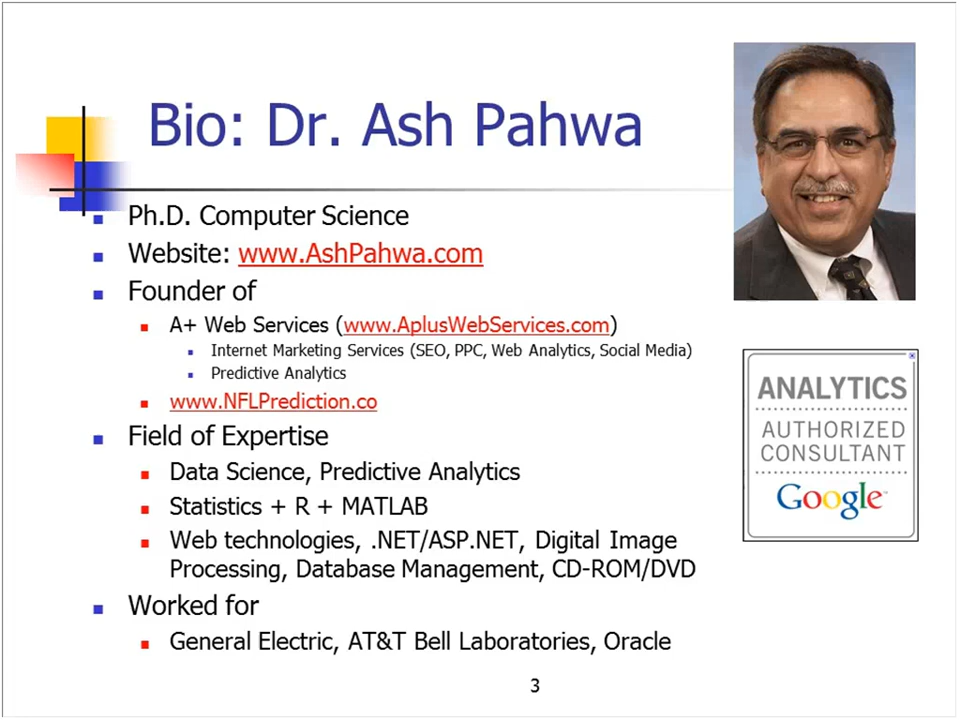 Bio: Dr. Ash Pahwa
Ph.D. Computer Science
Website: www.AshPahwa.com
Founder of
A+ Web Services (www.AplusWebServices.com)
Internet Marketing Services (SEO, PPC, Web Analytics, Social Media)
Predictive Analytics
www.NFLPrediction.co
Field of Expertise
Data Science, Predictive Analytics
Statistics + R + MATLAB
Web technologies, .NET/ASP.NET, Digital Image
Processing, Database Management, CD-ROM/DVD
Worked for
General Electric, AT&T Bell Laboratories, Oracle
ANALYTICS
AUTHORIZED
CONSULTANT
Google™
3